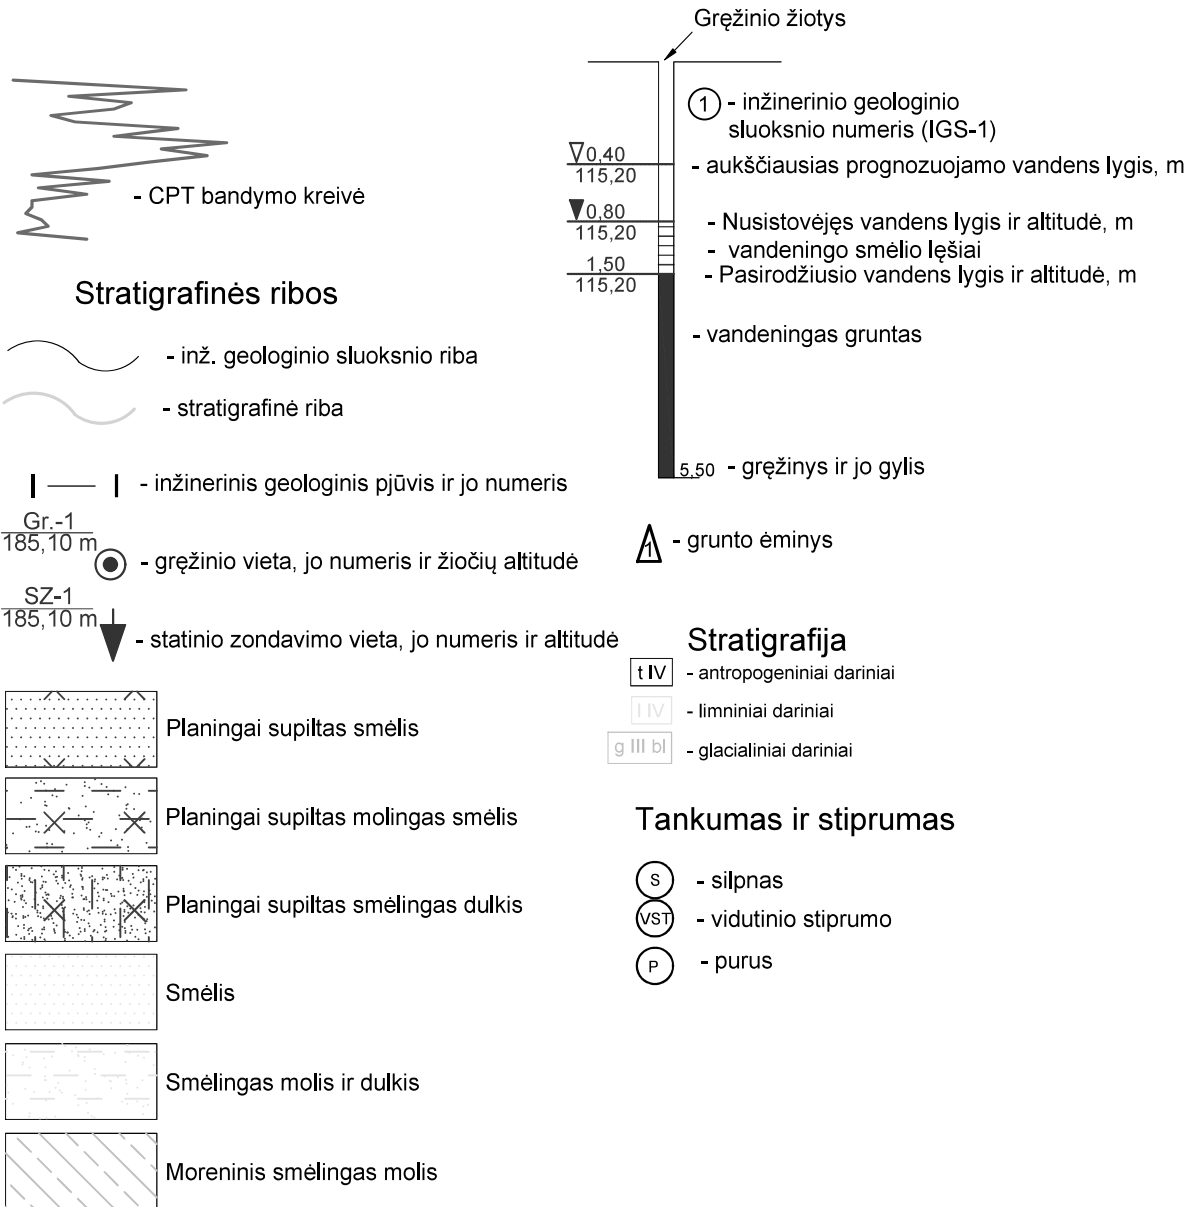 Gręžinio žiotys
1
- inžinerinio geologinio
sluoksnio numeris (IGS-1)
0,40
115,20
- aukščiausias prognozuojamo vandens lygis, m
- CPT bandymo kreivė
0,80
115,20
- Nusistovėjęs vandens lygis ir altitudė, m
- vandeningo smėlio lęšiai
1,50
115,20
- Pasirodžiusio vandens lygis ir altitudė, m
- vandeningas gruntas
5,50
- gręžinys ir jo gylis
1
- grunto ėminys
Stratigrafinės ribos
- inž. geologinio sluoksnio riba
- stratigrafinė riba
I — I
- inžinerinis geologinis pjūvis ir jo numeris
Gr.-1
185,10 m
- gręžinio vieta, jo numeris ir žiočių altitudė
SZ-1
185,10 m
- statinio zondavimo vieta, jo numeris ir altitudė
Planingai supiltas smėlis
Planingai supiltas molingas smėlis
Planingai supiltas smėlingas dulkis
Smėlis
Smėlingas molis ir dulkis
Moreninis smėlingas molis
Stratigrafija
t IV
- antropogeniniai dariniai
l IV
- limniniai dariniai
g III bl
- glacialiniai dariniai
Tankumas ir stiprumas
S
- silpnas
VST
- vidutinio stiprumo
P
- purus